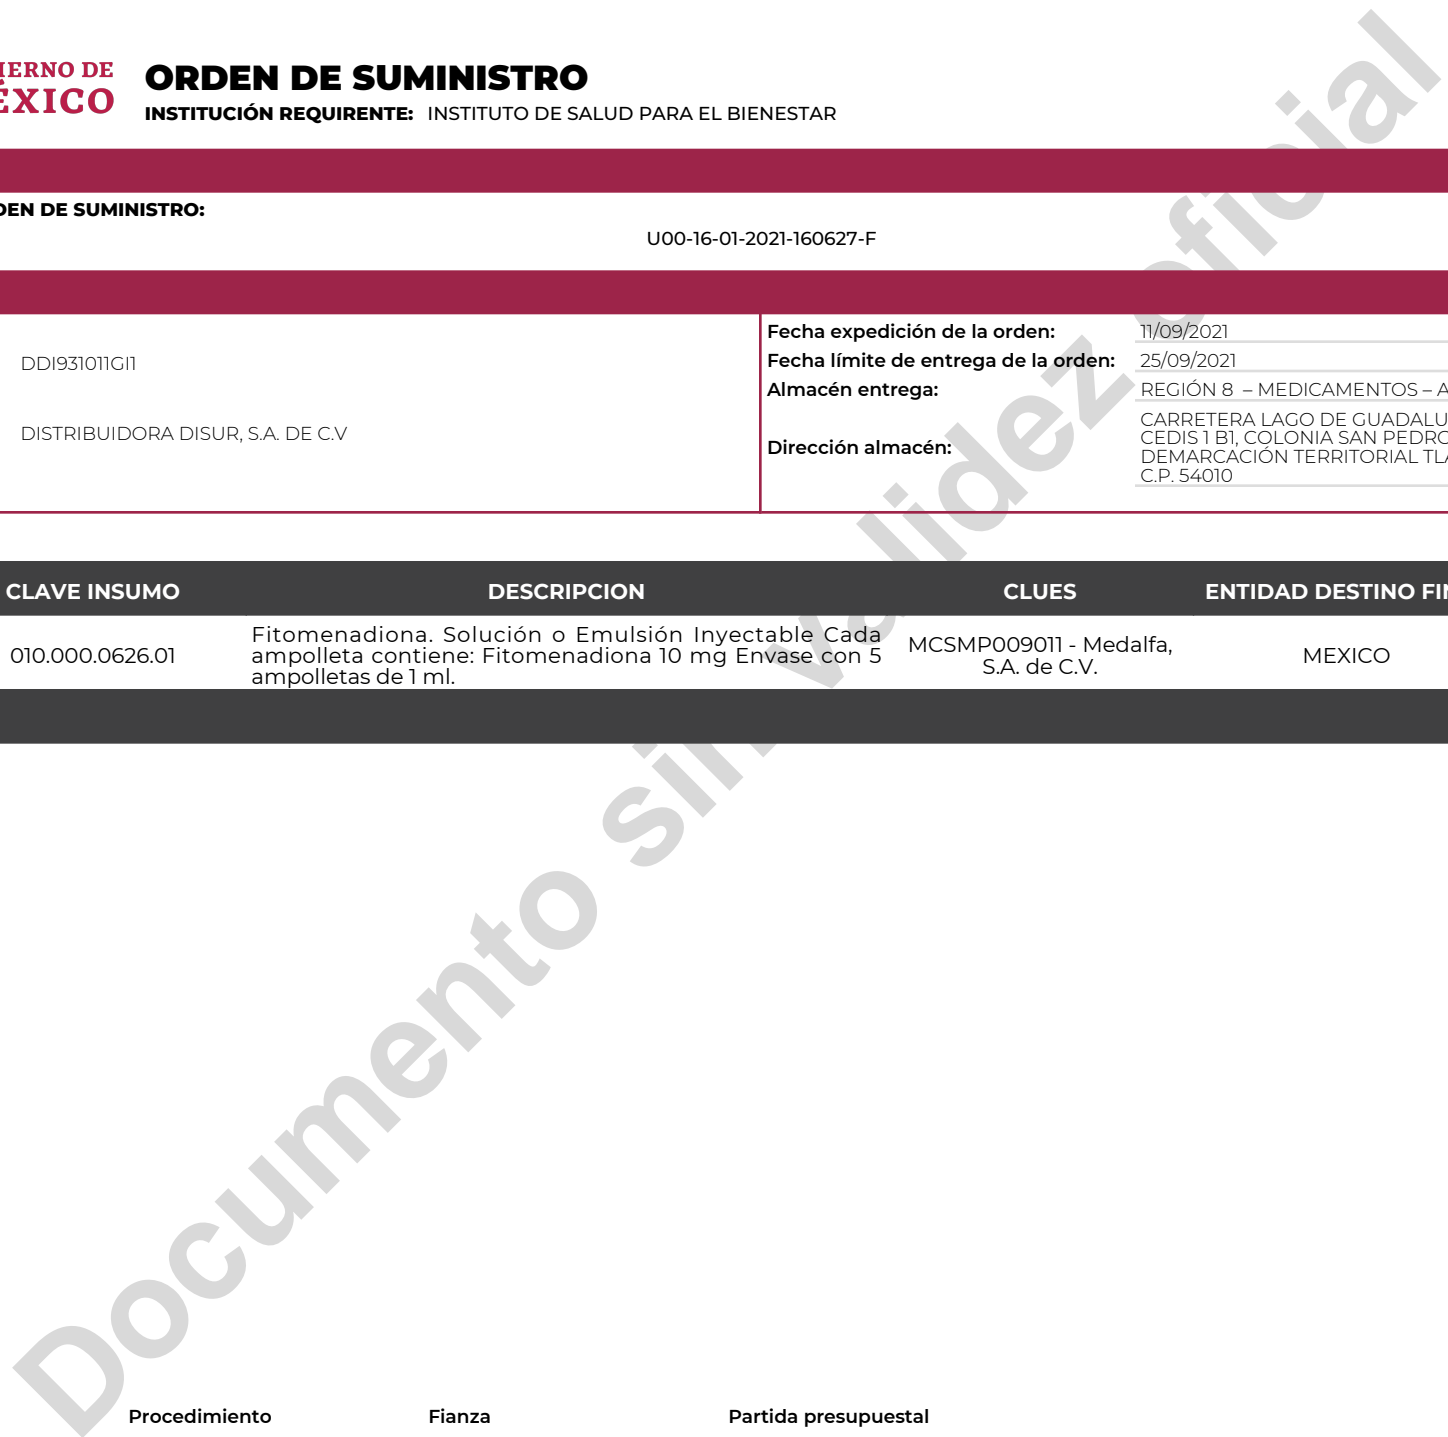 IERNO DE
ÉXICO
ORDEN DE SUMINISTRO
INSTITUCIÓN REQUIRENTE: INSTITUTO DE SALUD PARA EL BIENESTAR
DEN DE SUMINISTRO:
U00-16-01-2021-160627-F
DDI931011GI1
DISTRIBUIDORA DISUR, S.A. DE C.V
Fecha expedición de la orden: 11/09/2021
Fecha límite de entrega de la orden: 25/09/2021
Almacén entrega: REGIÓN 8 – MEDICAMENTOS – A
Dirección almacén:
CARRETERA LAGO DE GUADALU
CEDIS 1 B1, COLONIA SAN PEDRO
DEMARCACIÓN TERRITORIAL TLA
C.P. 54010
CLAVE INSUMO DESCRIPCION CLUES ENTIDAD DESTINO FIN
010.000.0626.01
Fitomenadiona. Solución o Emulsión Inyectable Cada
ampolleta contiene: Fitomenadiona 10 mg Envase con 5
ampolletas de 1 ml.
MCSMP009011 - Medalfa,
S.A. de C.V.
MEXICO
Documento sin validez oficial
Procedimiento Fianza Partida presupuestal